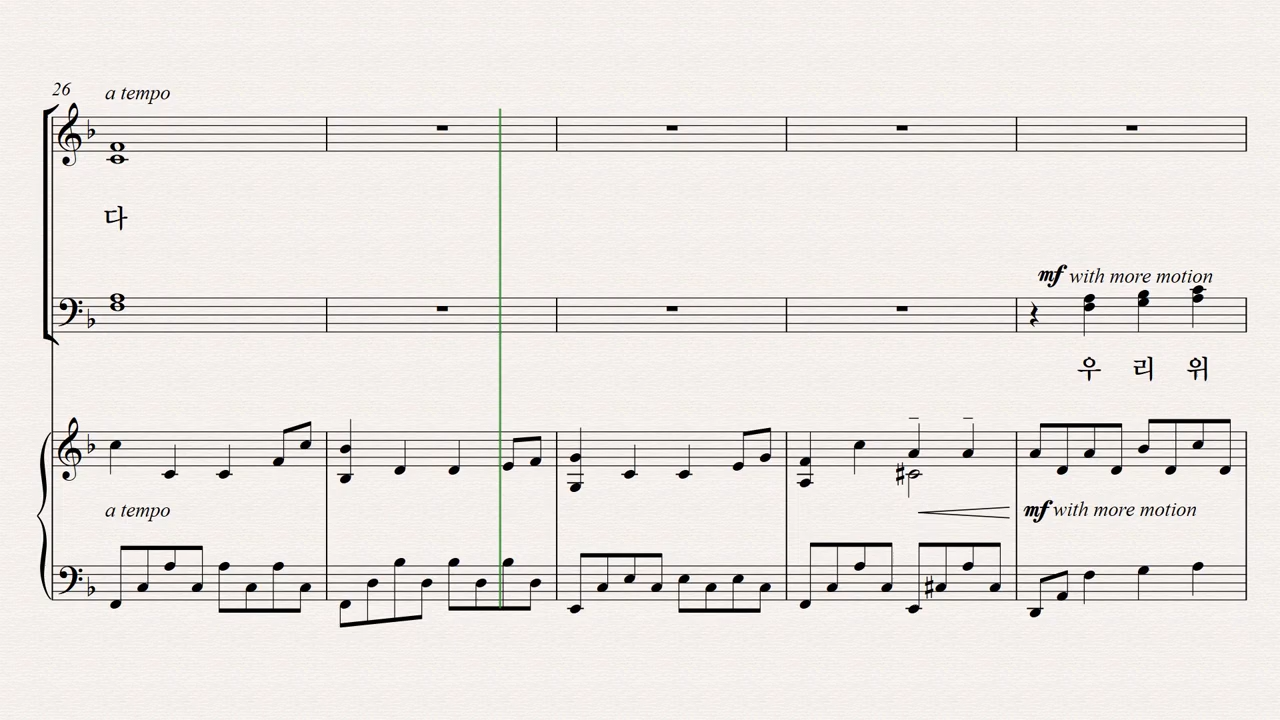 26
a tempo
다
mf with more motion
우 리 위
a tempo
mf with more motion